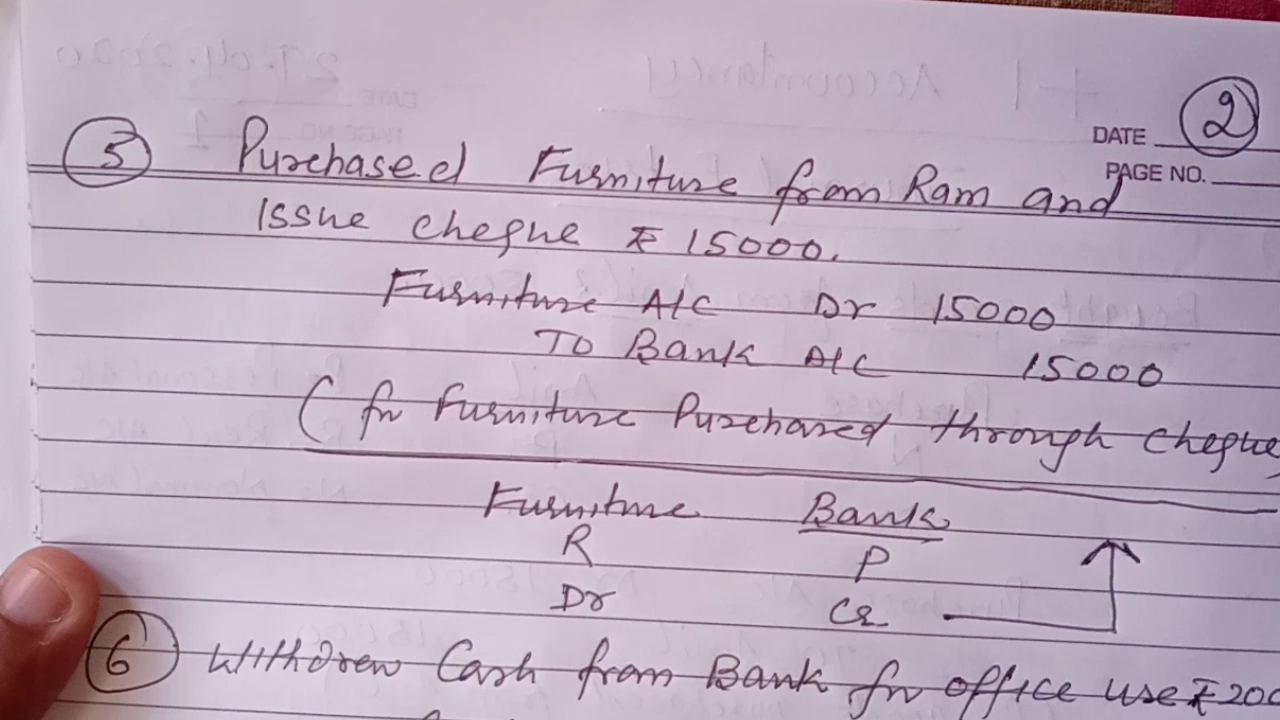 DATE 2
PAGE NO.
5 Purchased Furniture from Ram and
Issue cheque ₹ 15000.
Furniture A/C Dr 15000
To Bank A/C 15000
( for Furniture Purchased through cheque
Furniture Bank
R P
Dr Cr
6 Withdrew Cash from Bank for office use ₹ 200